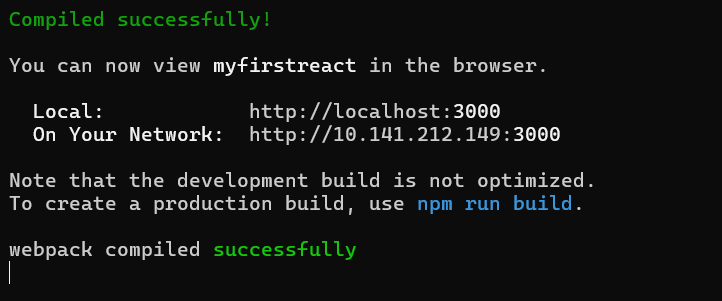 Compiled successfully!
You can now view myfirstreact in the browser.
Local: http://localhost:3000
On Your Network: http://10.141.212.149:3000
Note that the development build is not optimized.
To create a production build, use npm run build.
webpack compiled successfully